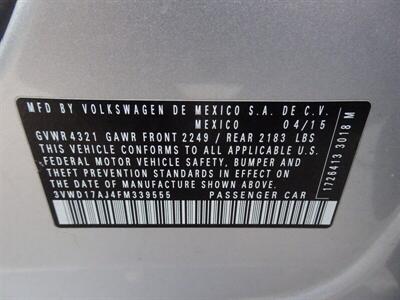 MFD BY VOLKSWAGEN DE MEXICO S.A. DE C.V.
MEXICO 04/15
GVWR 4321 GAWR FRONT 2249 / REAR 2183 LBS
THIS VEHICLE CONFORMS TO ALL APPLICABLE U.S.
FEDERAL MOTOR VEHICLE SAFETY, BUMPER AND
THEFT PREVENTION STANDARDS IN EFFECT ON
THE DATE OF MANUFACTURE SHOWN ABOVE.
3VWD17AJ4FM339555 PASSENGER CAR
1726413 3018 M